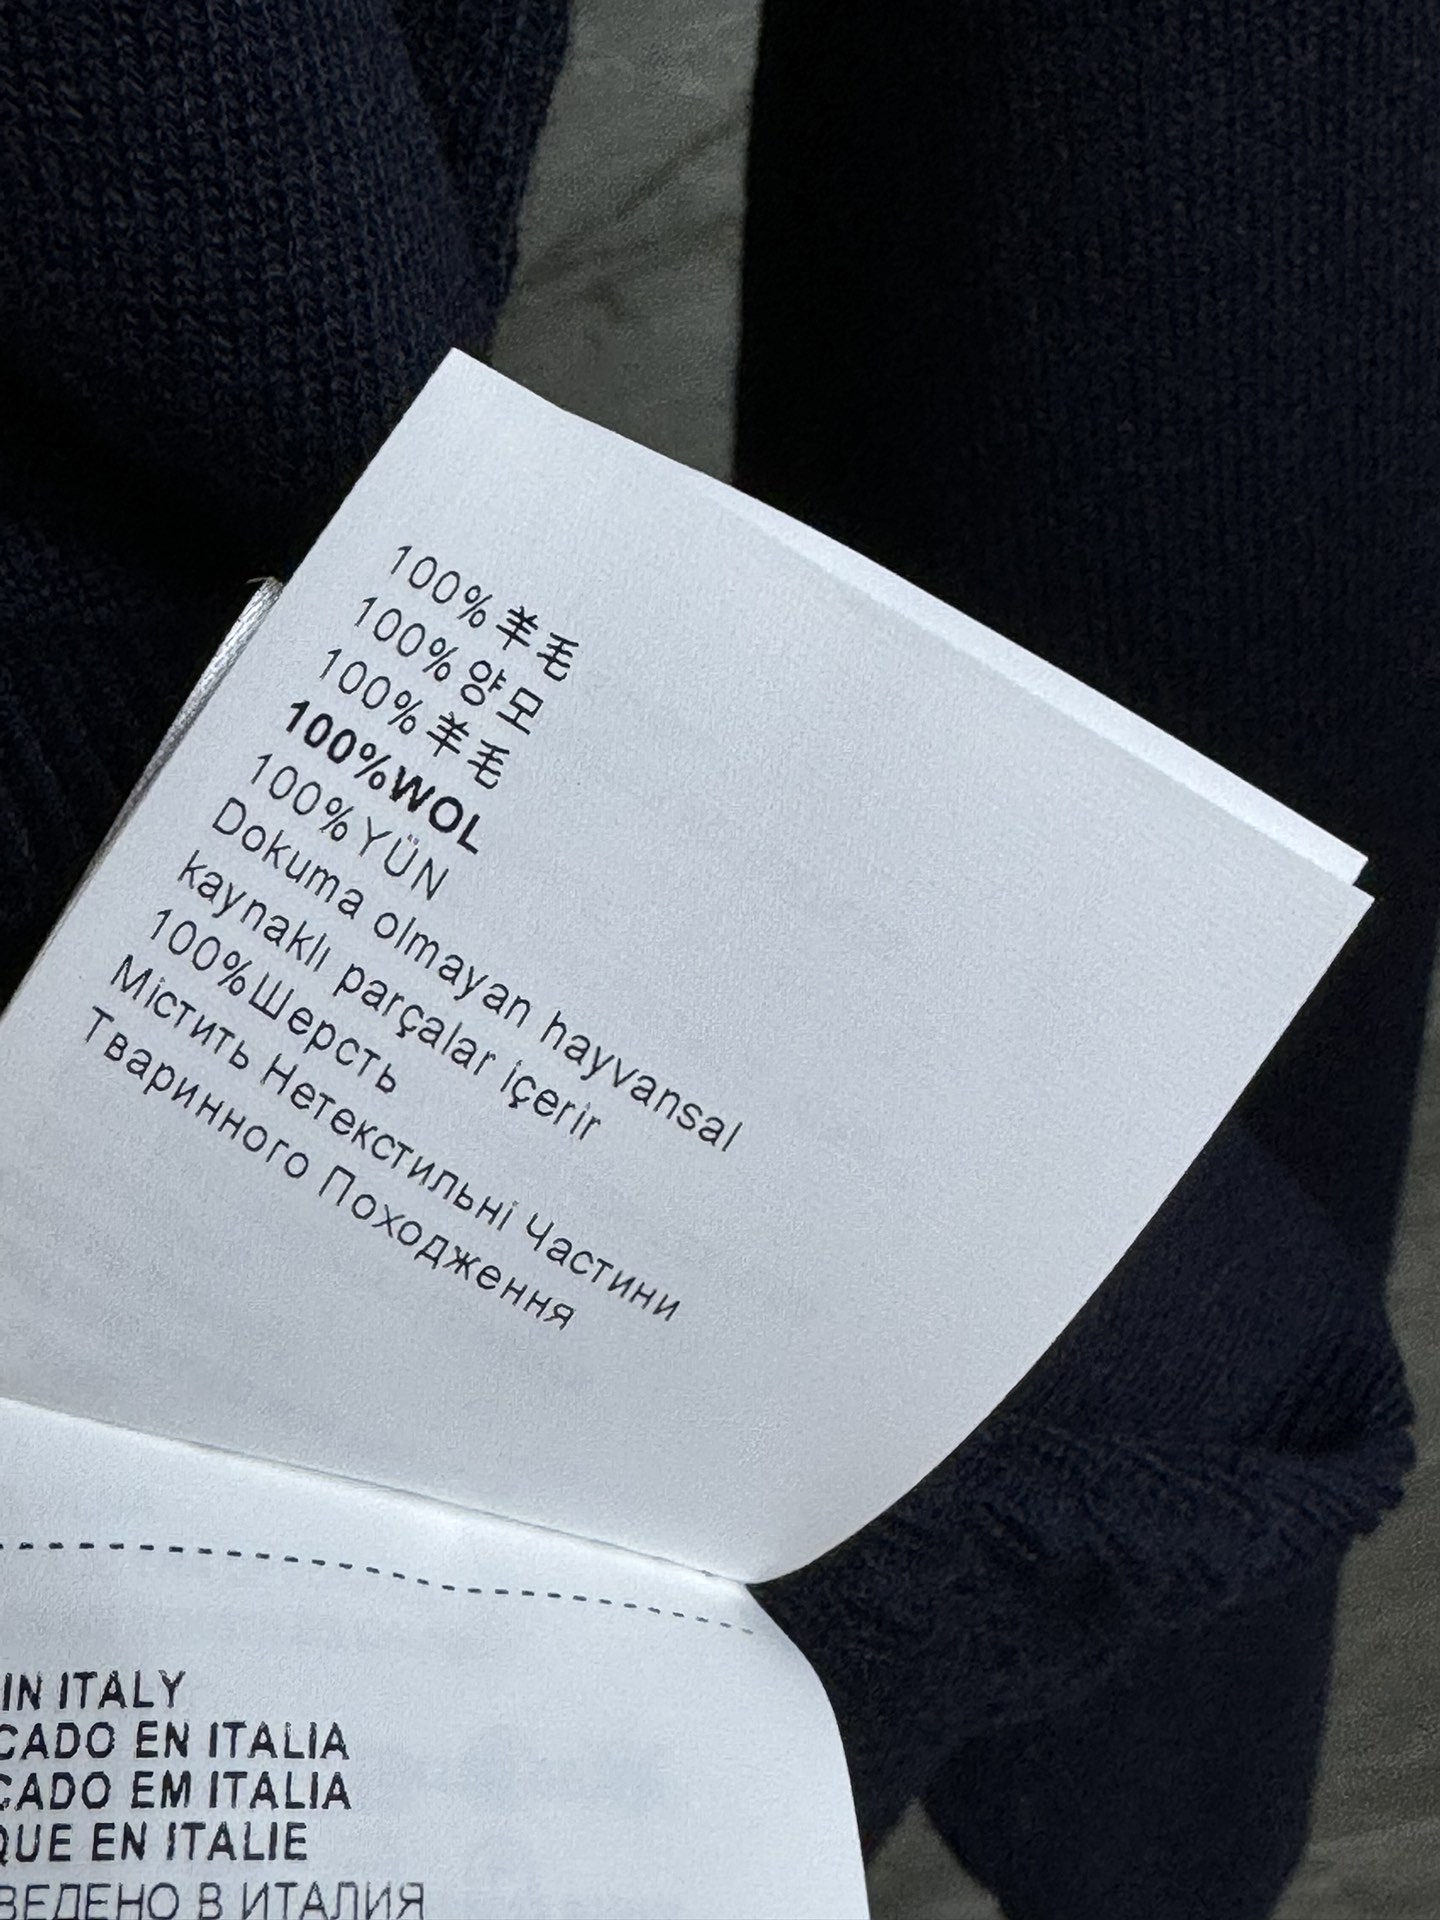 100%羊毛
100%양모
100%羊毛
100%WOL
100%YÜN
Dokuma olmayan hayvansal
kaynaklı parçalar içerir
100%Шерсть
Містить Нетекстильні Частини
Тваринного Походження
IN ITALY
CADO EN ITALIA
CADO EM ITALIA
QUE EN ITALIE
ВЕДЕНО В ИТАЛИЯ